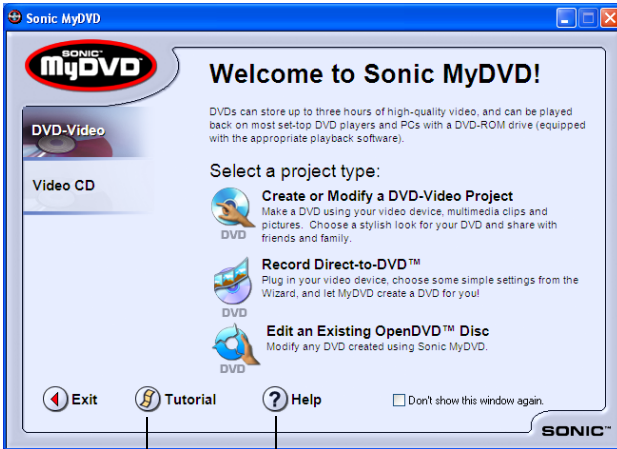 Sonic MyDVD
SONIC™
MyDVD
Welcome to Sonic MyDVD!
DVDs can store up to three hours of high-quality video, and can be played
back on most set-top DVD players and PCs with a DVD-ROM drive (equipped
with the appropriate playback software).
DVD-Video
Video CD
Select a project type:
Create or Modify a DVD-Video Project
Make a DVD using your video device, multimedia clips and
pictures. Choose a stylish look for your DVD and share with
friends and family.
DVD
Record Direct-to-DVD™
Plug in your video device, choose some simple settings from the
Wizard, and let MyDVD create a DVD for you!
DVD
Edit an Existing OpenDVD™ Disc
Modify any DVD created using Sonic MyDVD.
DVD
Exit
Tutorial
? Help
Don't show this window again.
SONIC™